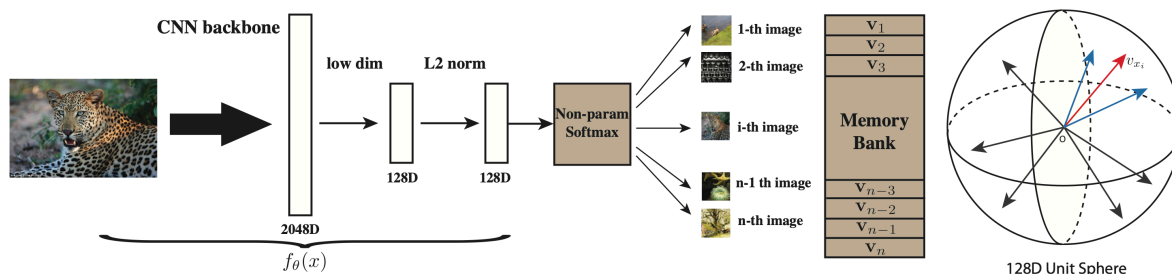 CNN backbone
low dim
L2 norm
2048D
128D
128D
f_θ(x)
Non-param
Softmax
1-th image
2-th image
i-th image
n-1 th image
n-th image
v_1
v_2
v_3
Memory
Bank
v_{n−3}
v_{n−2}
v_{n−1}
v_n
v_{x_i}
o
128D Unit Sphere